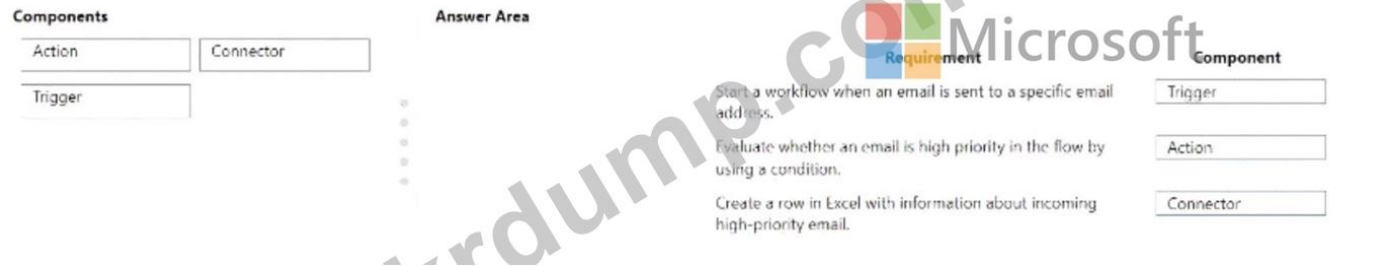 Components
Answer Area
Action
Connector
Trigger
Microsoft
Requirement
Component
Start a workflow when an email is sent to a specific email
address.
Trigger
Evaluate whether an email is high priority in the flow by
using a condition.
Action
Create a row in Excel with information about incoming
high-priority email.
Connector
krdump.com